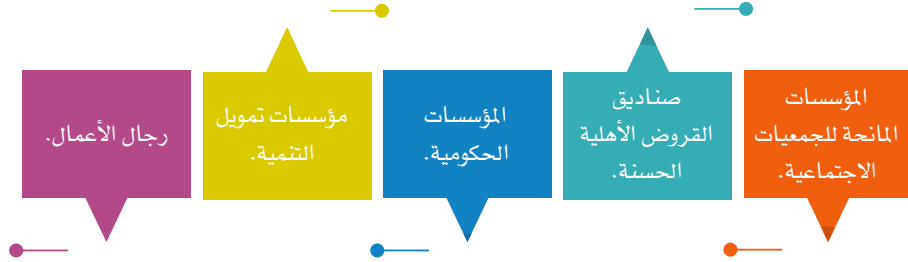 المؤسسات
المانحة للجمعيات
الاجتماعية.
صناديق
القروض الأهلية
الحسنة.
المؤسسات
الحكومية.
مؤسسات تمويل
التنمية.
رجال الأعمال.